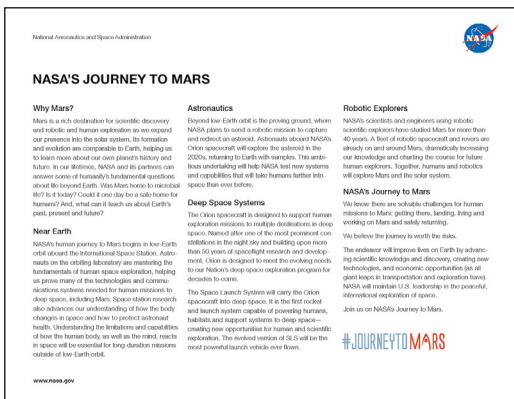 National Aeronautics and Space Administration
NASA
NASA'S JOURNEY TO MARS
Why Mars?
Mars is a rich destination for scientific discovery
and robotic and human exploration as we expand
our presence into the solar system. Its formation
and evolution are comparable to Earth, helping us
to learn more about our own planet's history and
future. In our lifetimes, NASA and its partners can
answer some of humanity's fundamental questions
about life beyond Earth. Was Mars home to microbial
life? Is it today? Could it one day be a safe home for
humans? And, what can it teach us about Earth's
past, present and future?
Near Earth
NASA's human journey to Mars begins in low-Earth
orbit aboard the International Space Station. Astro-
nauts on the orbiting laboratory are mastering the
fundamentals of human space exploration, helping
us prove many of the technologies and commu-
nications systems needed for human missions to
deep space, including Mars. Space station research
also advances our understanding of how the body
changes in space and how to protect astronaut
health. Understanding the limitations and capabilities
of how the human body, as well as the mind, reacts
in space will be essential for long-duration missions
outside of low-Earth orbit.
Astronautics
Beyond low-Earth orbit is the proving ground, where
NASA plans to send a robotic mission to capture
and redirect an asteroid. Astronauts aboard NASA's
Orion spacecraft will explore the asteroid in the
2020s, returning to Earth with samples. This ambi-
tious undertaking will help NASA test new systems
and capabilities that will take humans farther into
space than ever before.
Deep Space Systems
The Orion spacecraft is designed to support human
exploration missions to multiple destinations in deep
space. Named after one of the most prominent con-
stellations in the night sky and building upon more
than 50 years of spaceflight research and develop-
ment, Orion is designed to meet the evolving needs
to our Nation's deep space exploration program for
decades to come.
The Space Launch System will carry the Orion
spacecraft into deep space. It is the first rocket
and launch system capable of powering humans,
habitats and support systems to deep space—
creating new opportunities for human and scientific
exploration. The evolved version of SLS will be the
most powerful launch vehicle ever flown.
Robotic Explorers
NASA's scientists and engineers using robotic
scientific explorers have studied Mars for more than
40 years. A fleet of robotic spacecraft and rovers are
already on and around Mars, dramatically increasing
our knowledge and charting the course for future
human explorers. Together, humans and robotics
will explore Mars and the solar system.
NASA's Journey to Mars
We know there are solvable challenges for human
missions to Mars: getting there, landing, living and
working on Mars and safely returning.
We believe the journey is worth the risks.
The endeavor will improve lives on Earth by advanc-
ing scientific knowledge and discovery, creating new
technologies, and economic opportunities (as all
giant leaps in transportation and exploration have).
NASA will maintain U.S. leadership in the peaceful,
international exploration of space.
Join us on NASA's Journey to Mars.
#JOURNEYTOMARS
www.nasa.gov